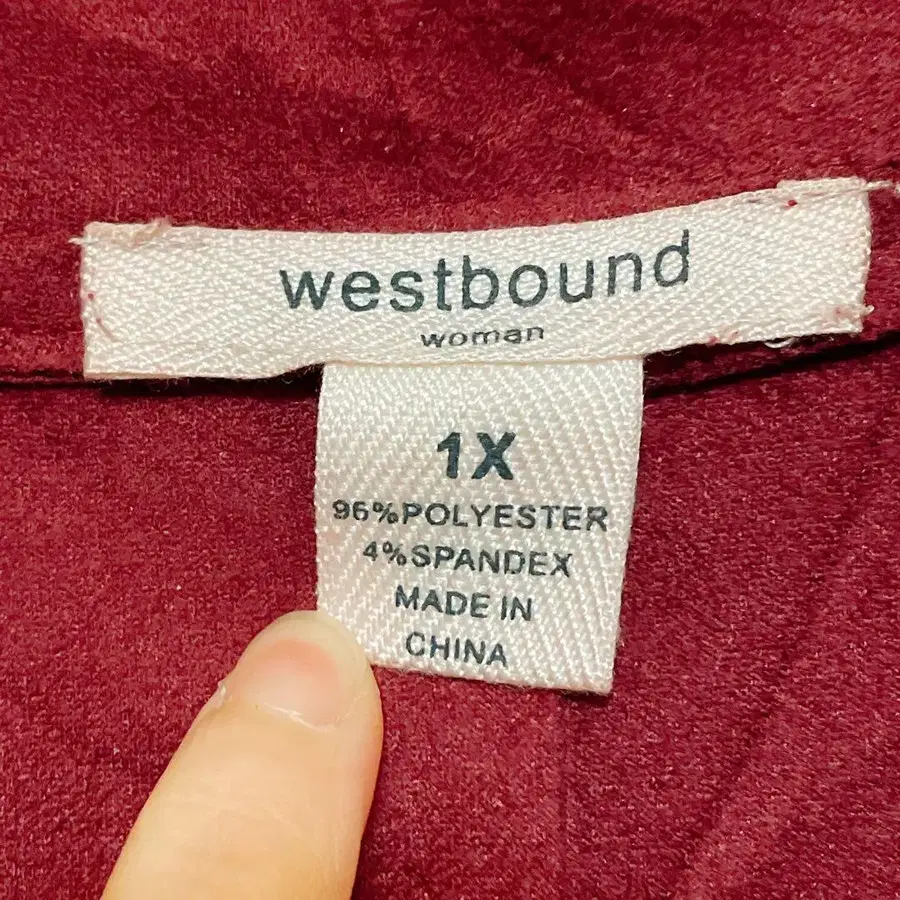 westbound
woman
1X
96%POLYESTER
4%SPANDEX
MADE IN
CHINA